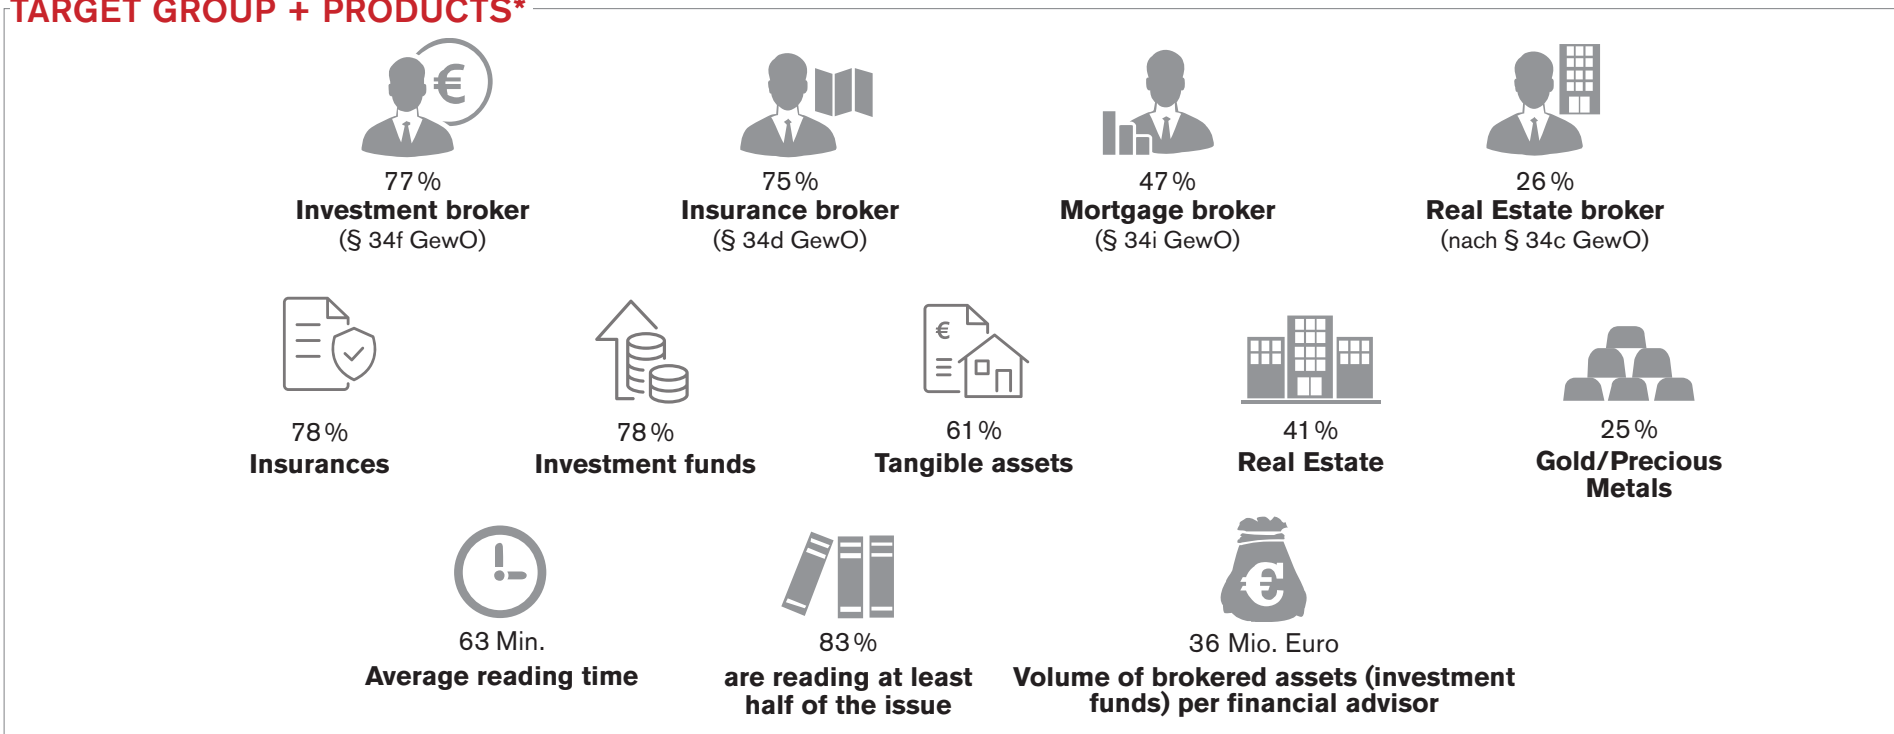 TARGET GROUP + PRODUCTS*
€
77 %
Investment broker
(§ 34f GewO)
75 %
Insurance broker
(§ 34d GewO)
47 %
Mortgage broker
(§ 34i GewO)
26 %
Real Estate broker
(nach § 34c GewO)
78 %
Insurances
78 %
Investment funds
€
61 %
Tangible assets
41 %
Real Estate
25 %
Gold/Precious
Metals
63 Min.
Average reading time
83 %
are reading at least
half of the issue
€
36 Mio. Euro
Volume of brokered assets (investment
funds) per financial advisor